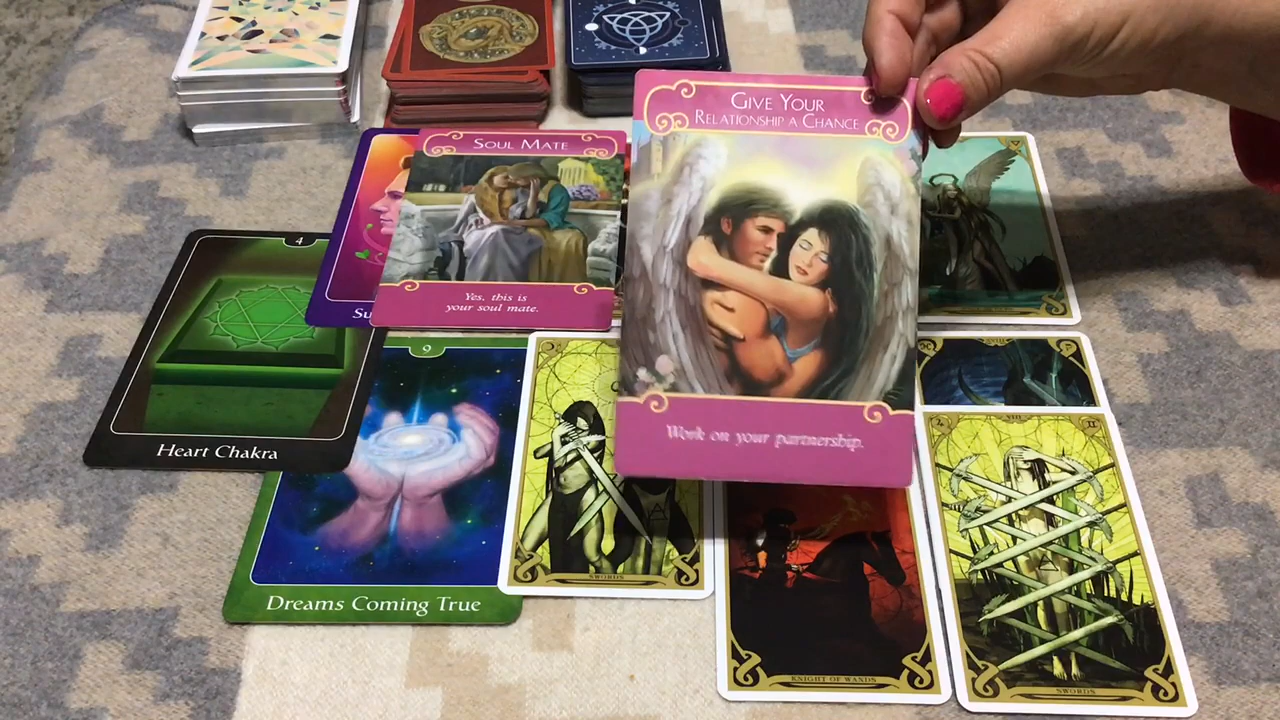 GIVE YOUR
RELATIONSHIP A CHANCE
Work on your partnership.
SOUL MATE
Yes, this is
your soul mate.
Su
4
Heart Chakra
9
Dreams Coming True
SWORDS
KNIGHT OF WANDS
VIII
SWORDS